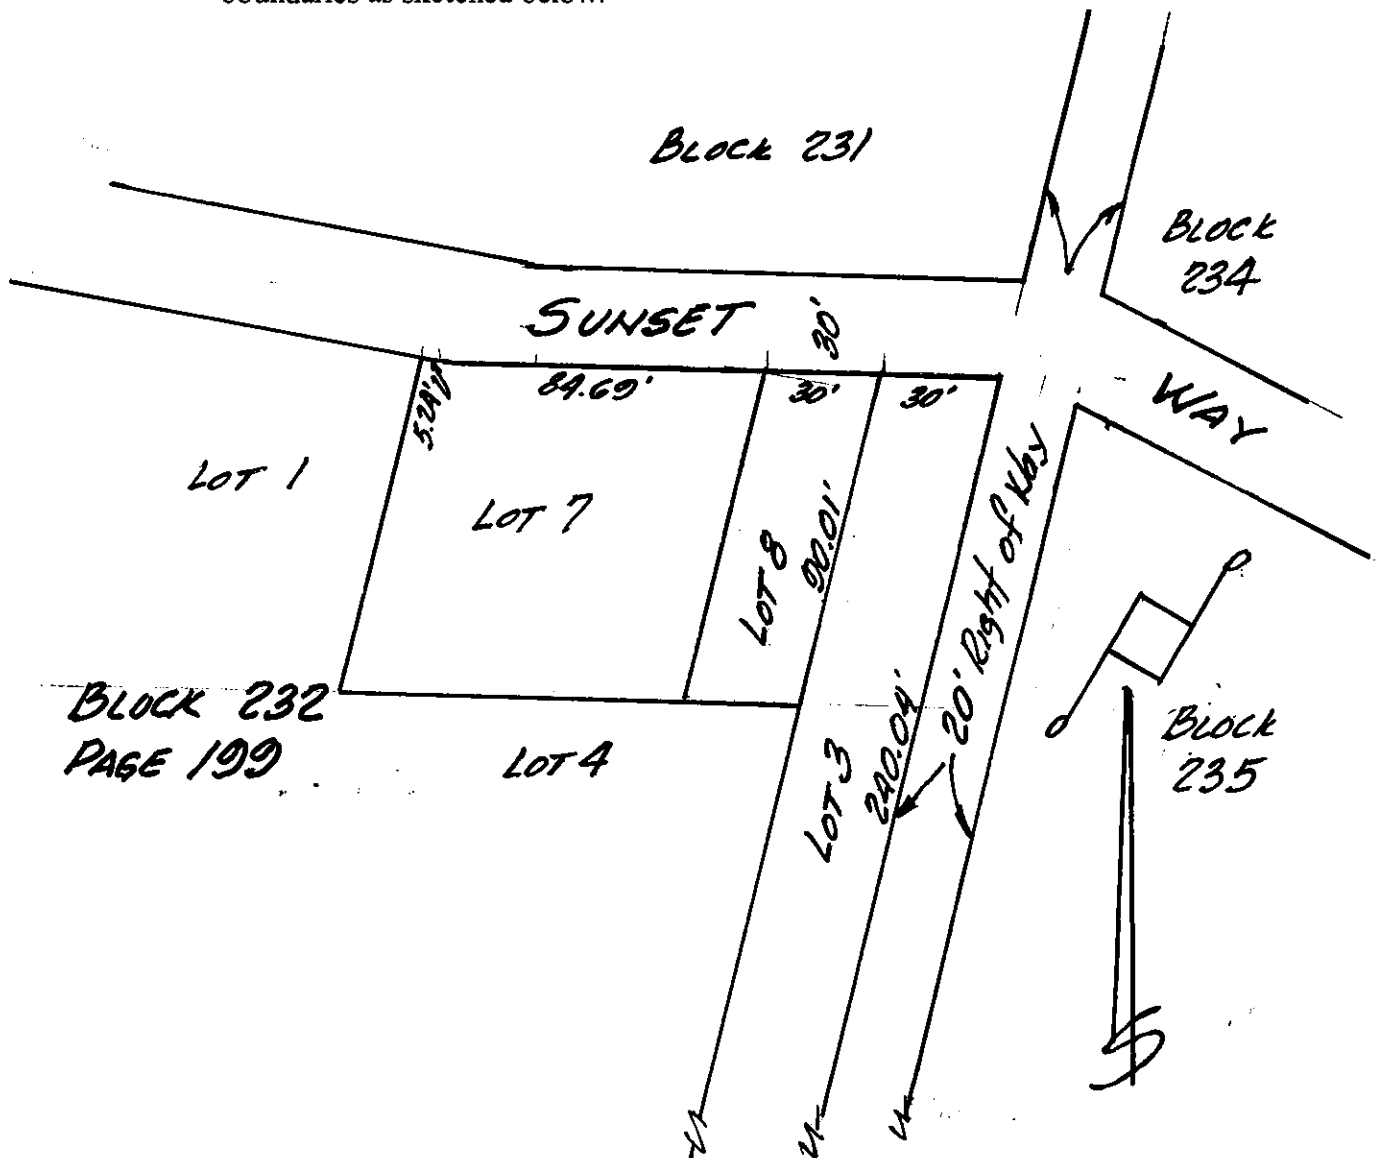 boundaries as sketched below.
BLOCK 231
BLOCK
234
SUNSET
30'
WAY
5.24'
84.69'
30'
30'
LOT 1
LOT 7
LOT 8
90.01'
20' Right of Way
BLOCK 232
PAGE 199
LOT 4
LOT 3
240.04'
BLOCK
235
S